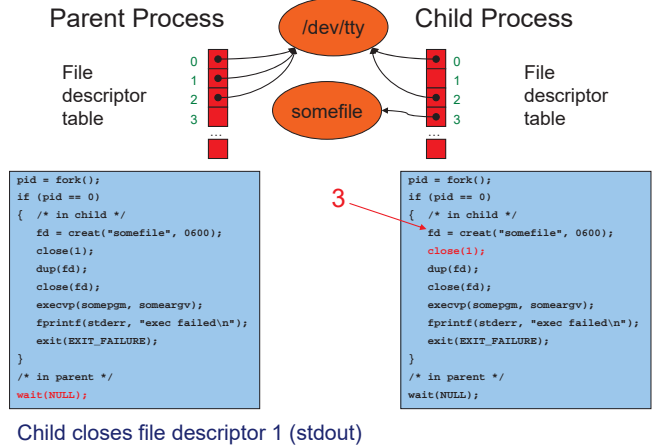 Parent Process
/dev/tty
Child Process
File
descriptor
table
0
1
2
3
...
somefile
0
1
2
3
...
File
descriptor
table
pid = fork();
if (pid == 0)
{  /* in child */
   fd = creat("somefile", 0600);
   close(1);
   dup(fd);
   close(fd);
   execvp(somepgm, someargv);
   fprintf(stderr, "exec failed\n");
   exit(EXIT_FAILURE);
}
/* in parent */
wait(NULL);
3
pid = fork();
if (pid == 0)
{  /* in child */
   fd = creat("somefile", 0600);
   close(1);
   dup(fd);
   close(fd);
   execvp(somepgm, someargv);
   fprintf(stderr, "exec failed\n");
   exit(EXIT_FAILURE);
}
/* in parent */
wait(NULL);
Child closes file descriptor 1 (stdout)